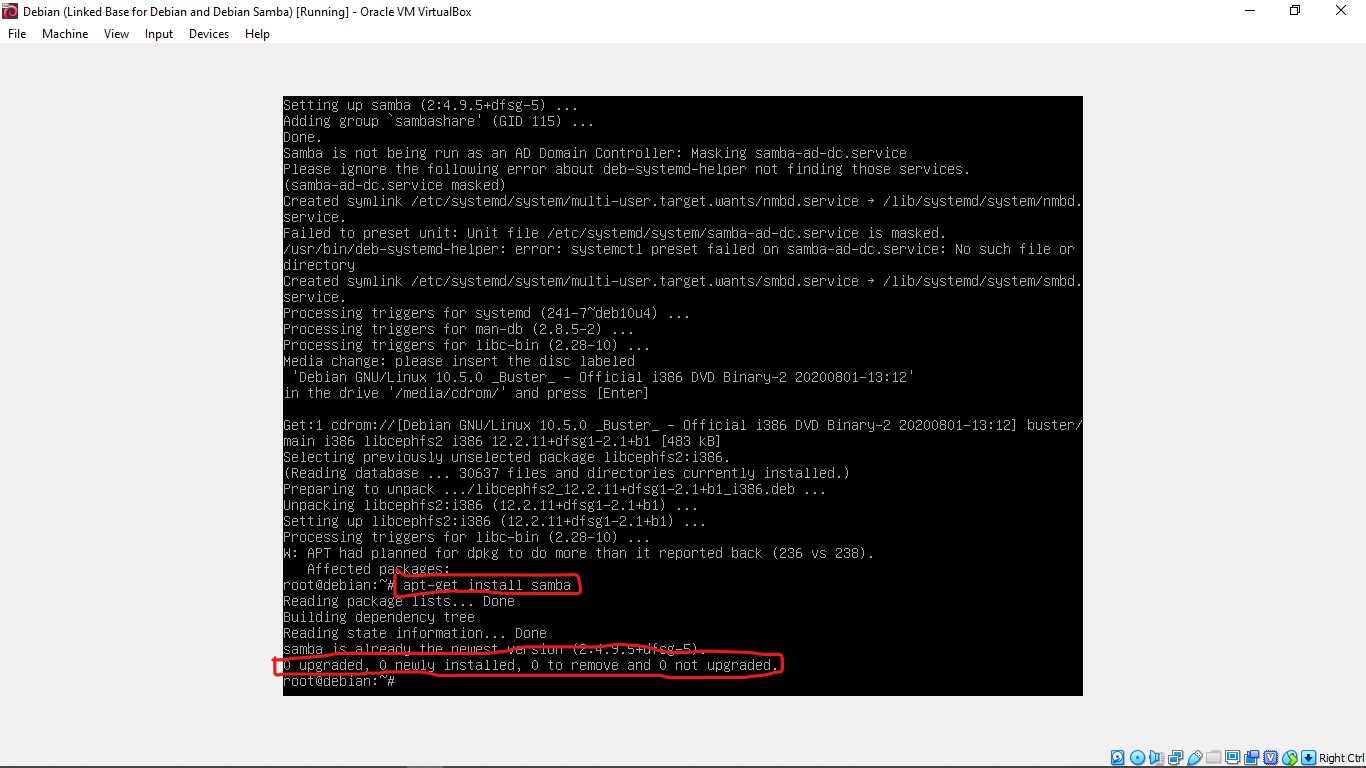 Debian (Linked Base for Debian and Debian Samba) [Running] - Oracle VM VirtualBox
File Machine View Input Devices Help
Setting up samba (2:4.9.5+dfsg-5) ...
Adding group `sambashare' (GID 115) ...
Done.
Samba is not being run as an AD Domain Controller: Masking samba-ad-dc.service
Please ignore the following error about deb-systemd-helper not finding those services.
(samba-ad-dc.service masked)
Created symlink /etc/systemd/system/multi-user.target.wants/nmbd.service → /lib/systemd/system/nmbd.
service.
Failed to preset unit: Unit file /etc/systemd/system/samba-ad-dc.service is masked.
/usr/bin/deb-systemd-helper: error: systemctl preset failed on samba-ad-dc.service: No such file or
directory
Created symlink /etc/systemd/system/multi-user.target.wants/smbd.service → /lib/systemd/system/smbd.
service.
Processing triggers for systemd (241-7~deb10u4) ...
Processing triggers for man-db (2.8.5-2) ...
Processing triggers for libc-bin (2.28-10) ...
Media change: please insert the disc labeled
'Debian GNU/Linux 10.5.0 _Buster_ - Official i386 DVD Binary-2 20200801-13:12'
in the drive '/media/cdrom/' and press [Enter]
Get:1 cdrom://[Debian GNU/Linux 10.5.0 _Buster_ - Official i386 DVD Binary-2 20200801-13:12] buster/
main i386 libcephfs2 i386 12.2.11+dfsg1-2.1+b1 [483 kB]
Selecting previously unselected package libcephfs2:i386.
(Reading database ... 30637 files and directories currently installed.)
Preparing to unpack .../libcephfs2_12.2.11+dfsg1-2.1+b1_i386.deb ...
Unpacking libcephfs2:i386 (12.2.11+dfsg1-2.1+b1) ...
Setting up libcephfs2:i386 (12.2.11+dfsg1-2.1+b1) ...
Processing triggers for libc-bin (2.28-10) ...
W: APT had planned for dpkg to do more than it reported back (236 vs 238).
Affected packages:
root@debian:~# apt-get install samba
Reading package lists... Done
Building dependency tree
Reading state information... Done
samba is already the newest version (2:4.9.5+dfsg-5).
0 upgraded, 0 newly installed, 0 to remove and 0 not upgraded.
root@debian:~#
Right Ctrl